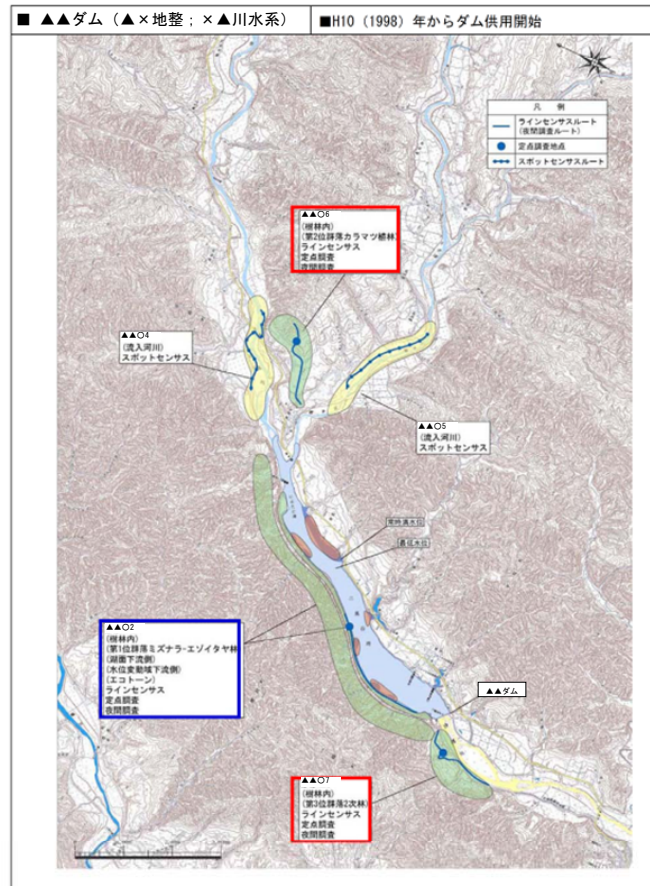 ■ ▲▲ダム（▲×地整；×▲川水系）
■H10（1998）年からダム供用開始
凡　例
ラインセンサスルート
（夜間調査ルート）
定点調査地点
スポットセンサスルート
▲▲○6
(樹林内)
(第2位群落カラマツ植林)
ラインセンサス
定点調査
夜間調査
▲▲○4
(流入河川)
スポットセンサス
▲▲○5
(流入河川)
スポットセンサス
常時満水位
最低水位
▲▲○2
(樹林内)
(第1位群落ミズナラ-エゾイタヤ林)
(湖面下流側)
(水位変動域下流側)
(エコトーン)
ラインセンサス
定点調査
夜間調査
▲▲ダム
▲▲○7
(樹林内)
(第3位群落2次林)
ラインセンサス
定点調査
夜間調査